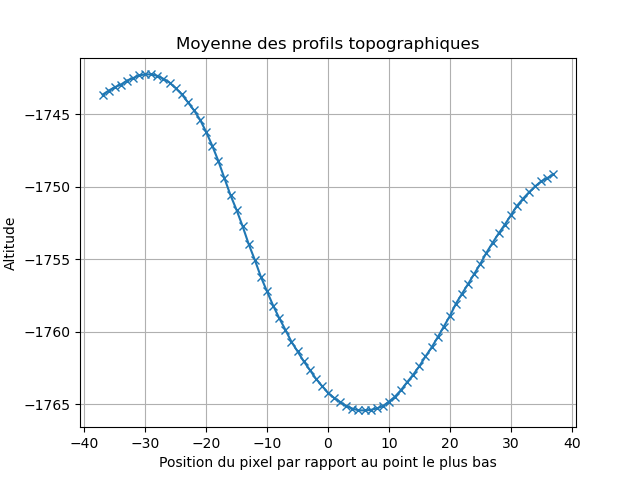 Moyenne des profils topographiques
Altitude
−1745
−1750
−1755
−1760
−1765
−40 −30 −20 −10 0 10 20 30 40
Position du pixel par rapport au point le plus bas